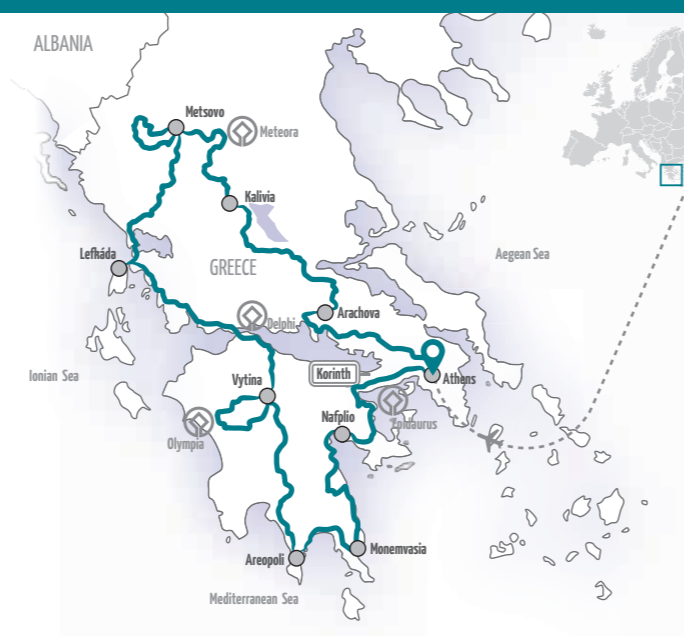 ALBANIA
Metsovo
Meteora
Kalivia
Lefkáda
GREECE
Aegean Sea
Arachova
Delphi
Ionian Sea
Korinth
Athens
Vytina
Epidaurus
Nafplio
Olympia
Monemvasia
Areopoli
Mediterranean Sea